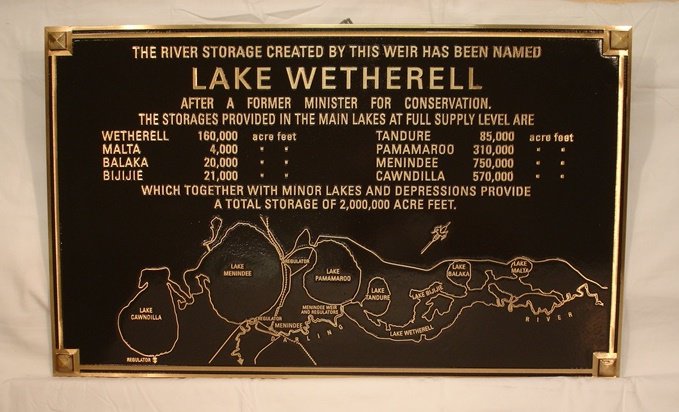 THE RIVER STORAGE CREATED BY THIS WEIR HAS BEEN NAMED
LAKE WETHERELL
AFTER A FORMER MINISTER FOR CONSERVATION.
THE STORAGES PROVIDED IN THE MAIN LAKES AT FULL SUPPLY LEVEL ARE
WETHERELL 160,000 acre feet TANDURE 85,000 acre feet
MALTA 4,000 " " PAMAMAROO 310,000 " "
BALAKA 20,000 " " MENINDEE 750,000 " "
BIJIJIE 21,000 " " CAWNDILLA 570,000 " "
WHICH TOGETHER WITH MINOR LAKES AND DEPRESSIONS PROVIDE
A TOTAL STORAGE OF 2,000,000 ACRE FEET.
REGULATOR
LAKE
MENINDEE
LAKE
PAMAMAROO
LAKE
BALAKA
LAKE
MALTA
LAKE
TANDURE
LAKE BIJIJIE
LAKE
CAWNDILLA
MENINDEE WEIR
AND REGULATORS
REGULATOR
MENINDEE
DARLING
LAKE WETHERELL
RIVER
REGULATOR